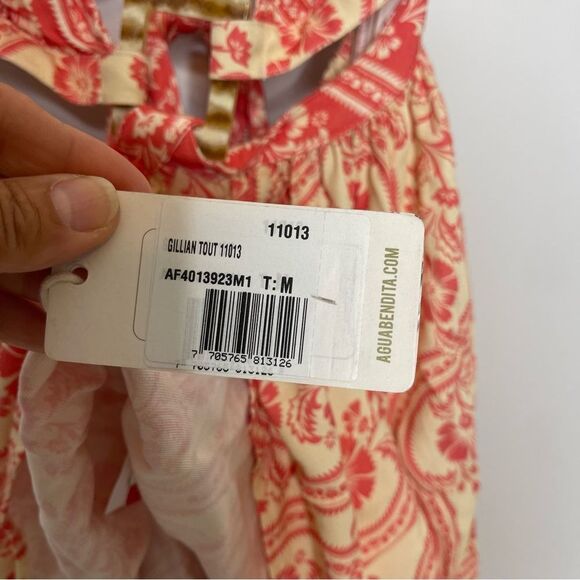 11013
GILLIAN TOUT 11013
AF4013923M1 T: M
7 705765 813126
AGUABENDITA.COM